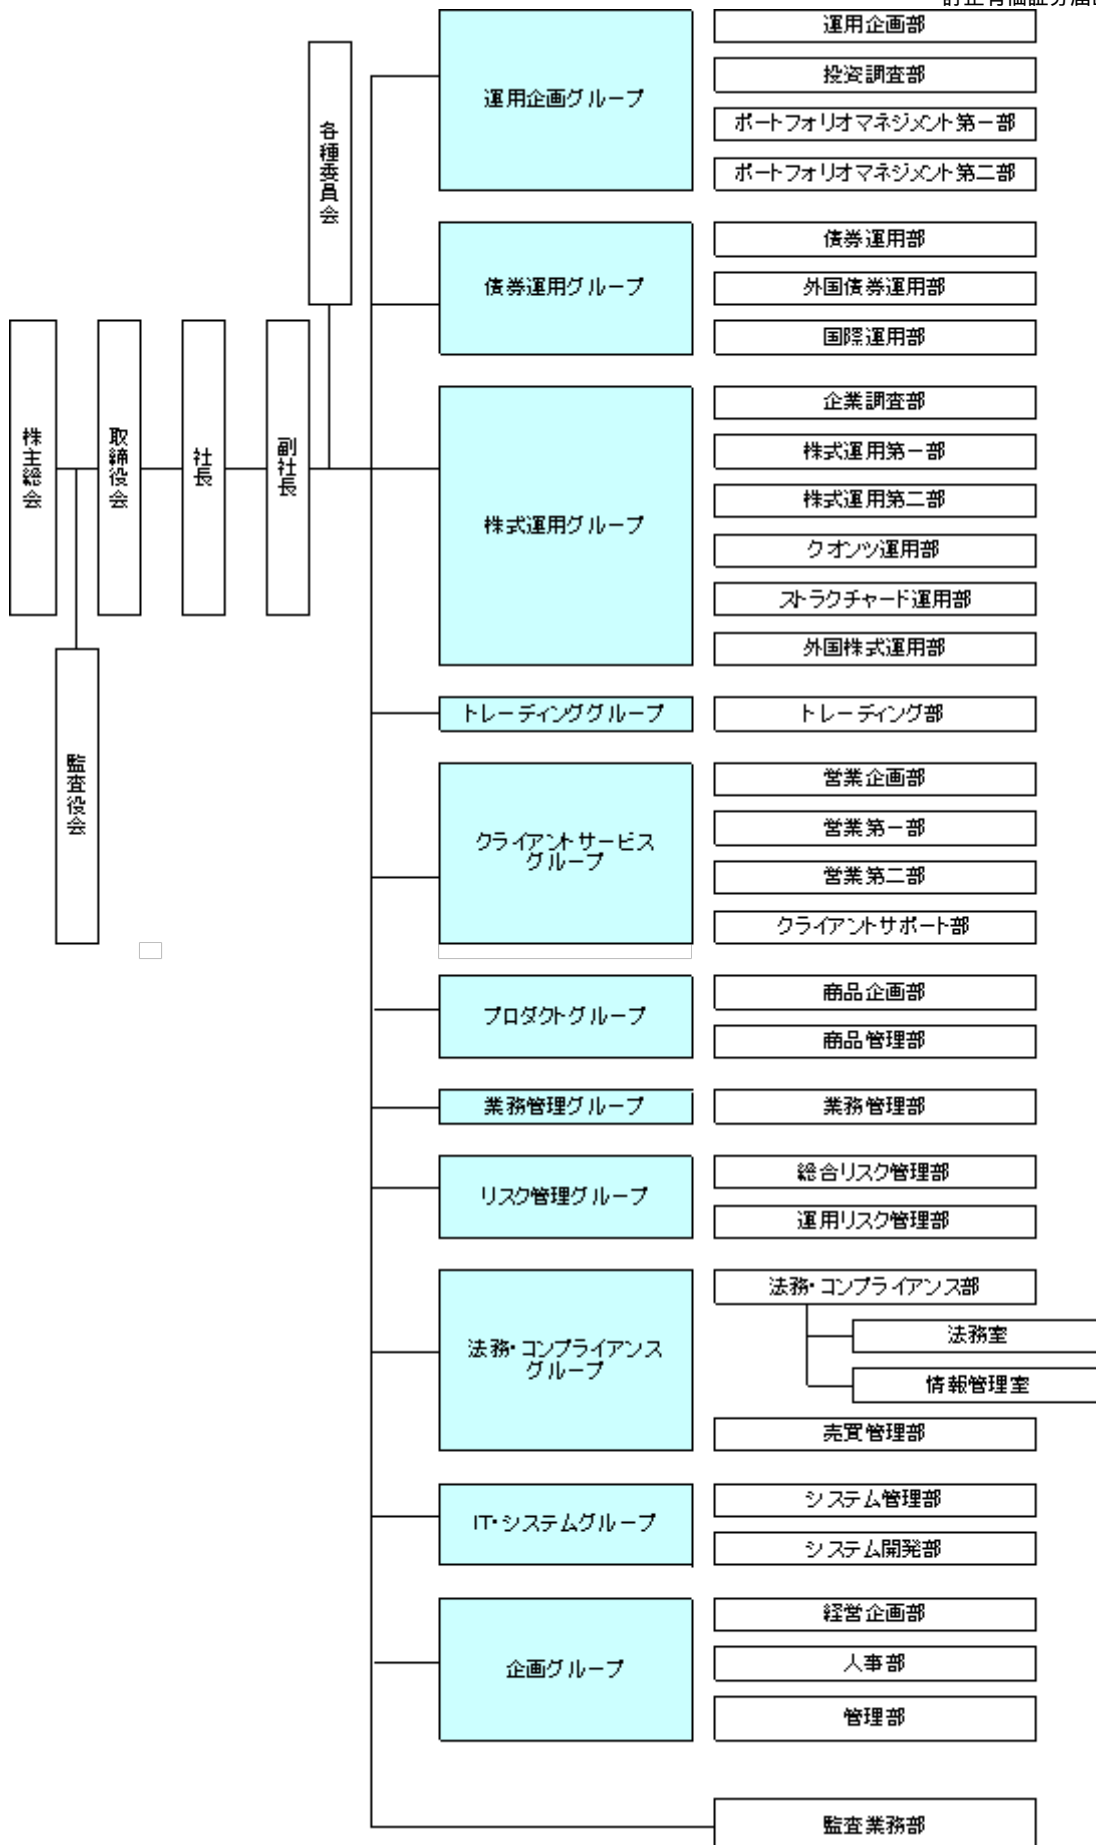 株主総会
監査役会
取締役会
社長
副社長
各種委員会
運用企画グループ
運用企画部
投資調査部
ポートフォリオマネジメント第一部
ポートフォリオマネジメント第二部
債券運用グループ
債券運用部
外国債券運用部
国際運用部
株式運用グループ
企業調査部
株式運用第一部
株式運用第二部
クオンツ運用部
ストラクチャード運用部
外国株式運用部
トレーディンググループ
トレーディング部
クライアントサービス
グループ
営業企画部
営業第一部
営業第二部
クライアントサポート部
プロダクトグループ
商品企画部
商品管理部
業務管理グループ
業務管理部
リスク管理グループ
総合リスク管理部
運用リスク管理部
法務・コンプライアンス
グループ
法務・コンプライアンス部
法務室
情報管理室
売買管理部
IT・システムグループ
システム管理部
システム開発部
企画グループ
経営企画部
人事部
管理部
監査業務部